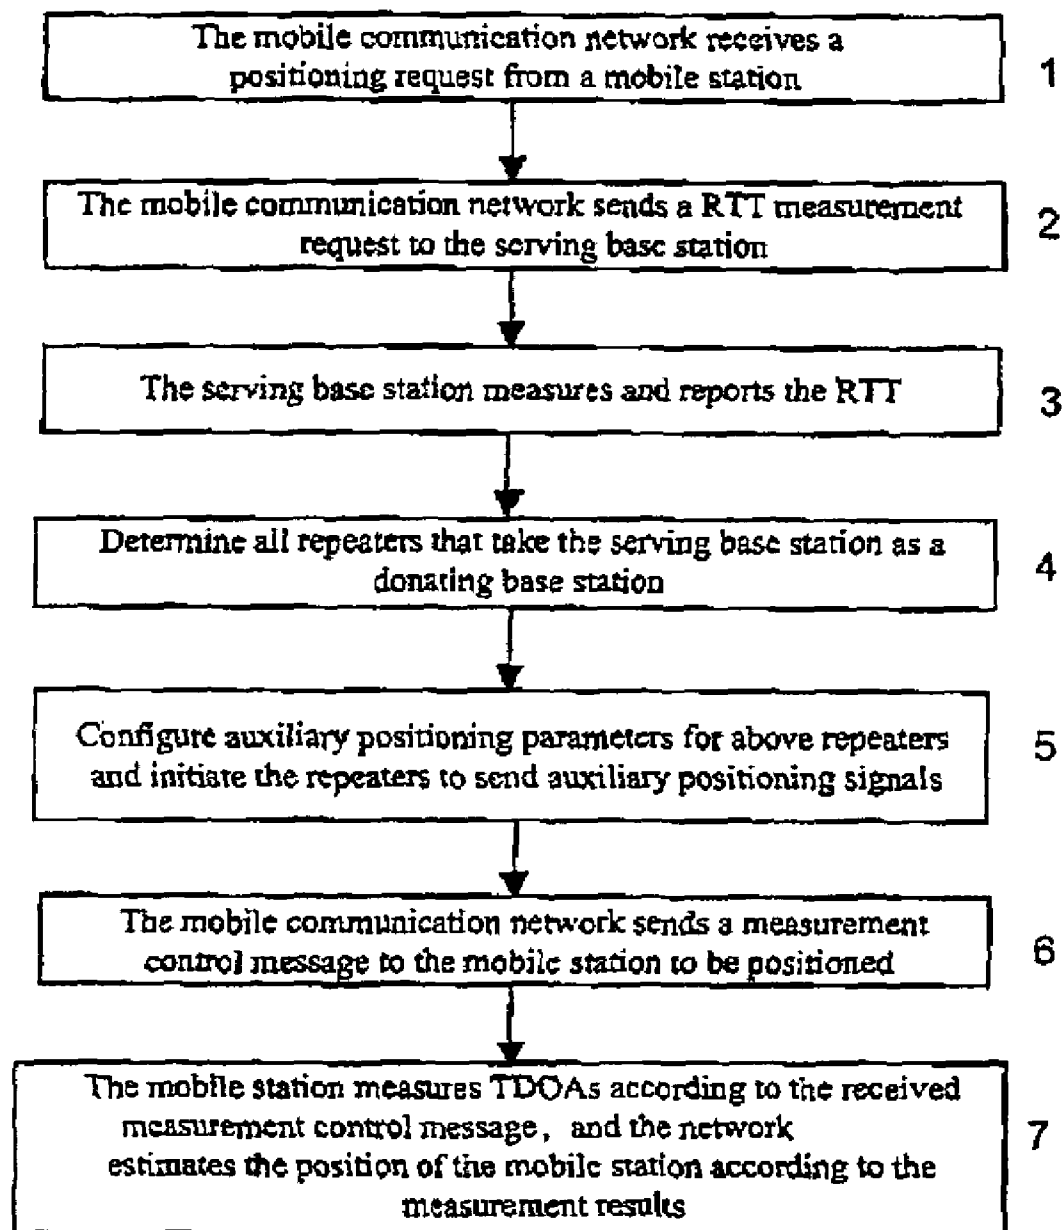 The mobile communication network receives a
positioning request from a mobile station
1
The mobile communication network sends a RTT measurement
request to the serving base station
2
The serving base station measures and reports the RTT
3
Determine all repeaters that take the serving base station as a
donating base station
4
Configure auxiliary positioning parameters for above repeaters
and initiate the repeaters to send auxiliary positioning signals
5
The mobile communication network sends a measurement
control message to the mobile station to be positioned
6
The mobile station measures TDOAs according to the received
measurement control message, and the network
estimates the position of the mobile station according to the
measurement results
7